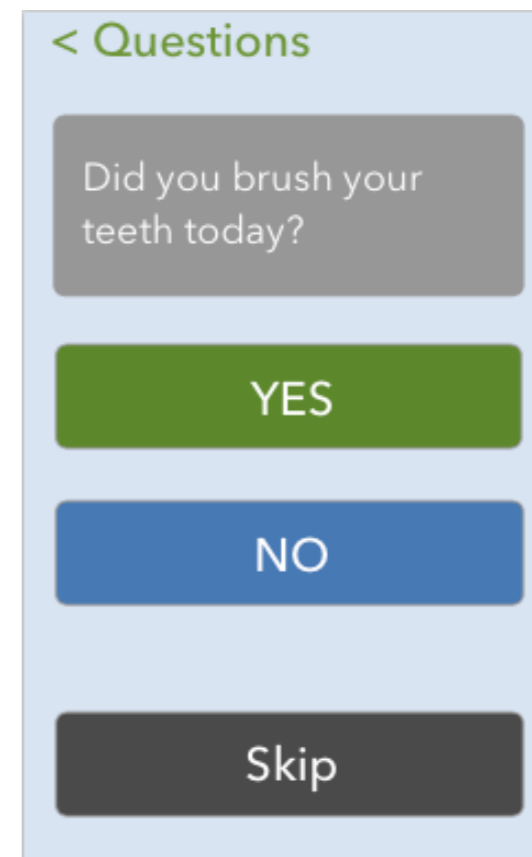 < Questions
Did you brush your
teeth today?
YES
NO
Skip